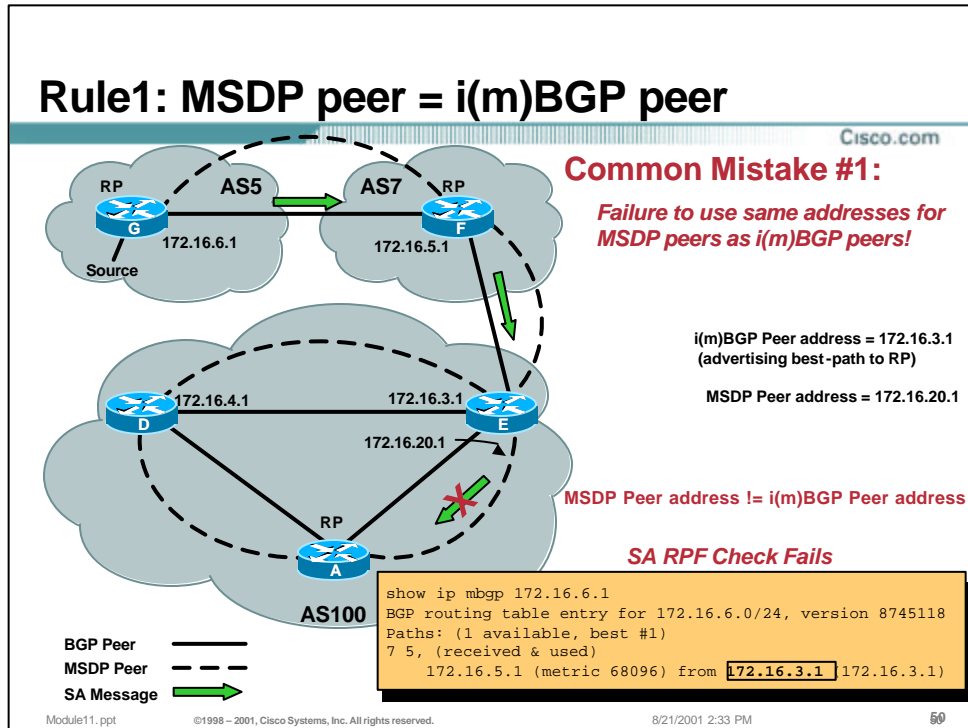 Rule1: MSDP peer = i(m)BGP peer
Cisco.com
Common Mistake #1:
Failure to use same addresses for
MSDP peers as i(m)BGP peers!
RP
AS5
AS7
RP
G
F
172.16.6.1
172.16.5.1
Source
i(m)BGP Peer address = 172.16.3.1
(advertising best-path to RP)
MSDP Peer address = 172.16.20.1
172.16.4.1
172.16.3.1
D
E
172.16.20.1
MSDP Peer address != i(m)BGP Peer address
X
RP
A
SA RPF Check Fails
AS100
show ip mbgp 172.16.6.1
BGP routing table entry for 172.16.6.0/24, version 8745118
Paths: (1 available, best #1)
7 5, (received & used)
172.16.5.1 (metric 68096) from 172.16.3.1 (172.16.3.1)
BGP Peer
MSDP Peer
SA Message
Module11.ppt
©1998 – 2001, Cisco Systems, Inc. All rights reserved.
8/21/2001 2:33 PM
50